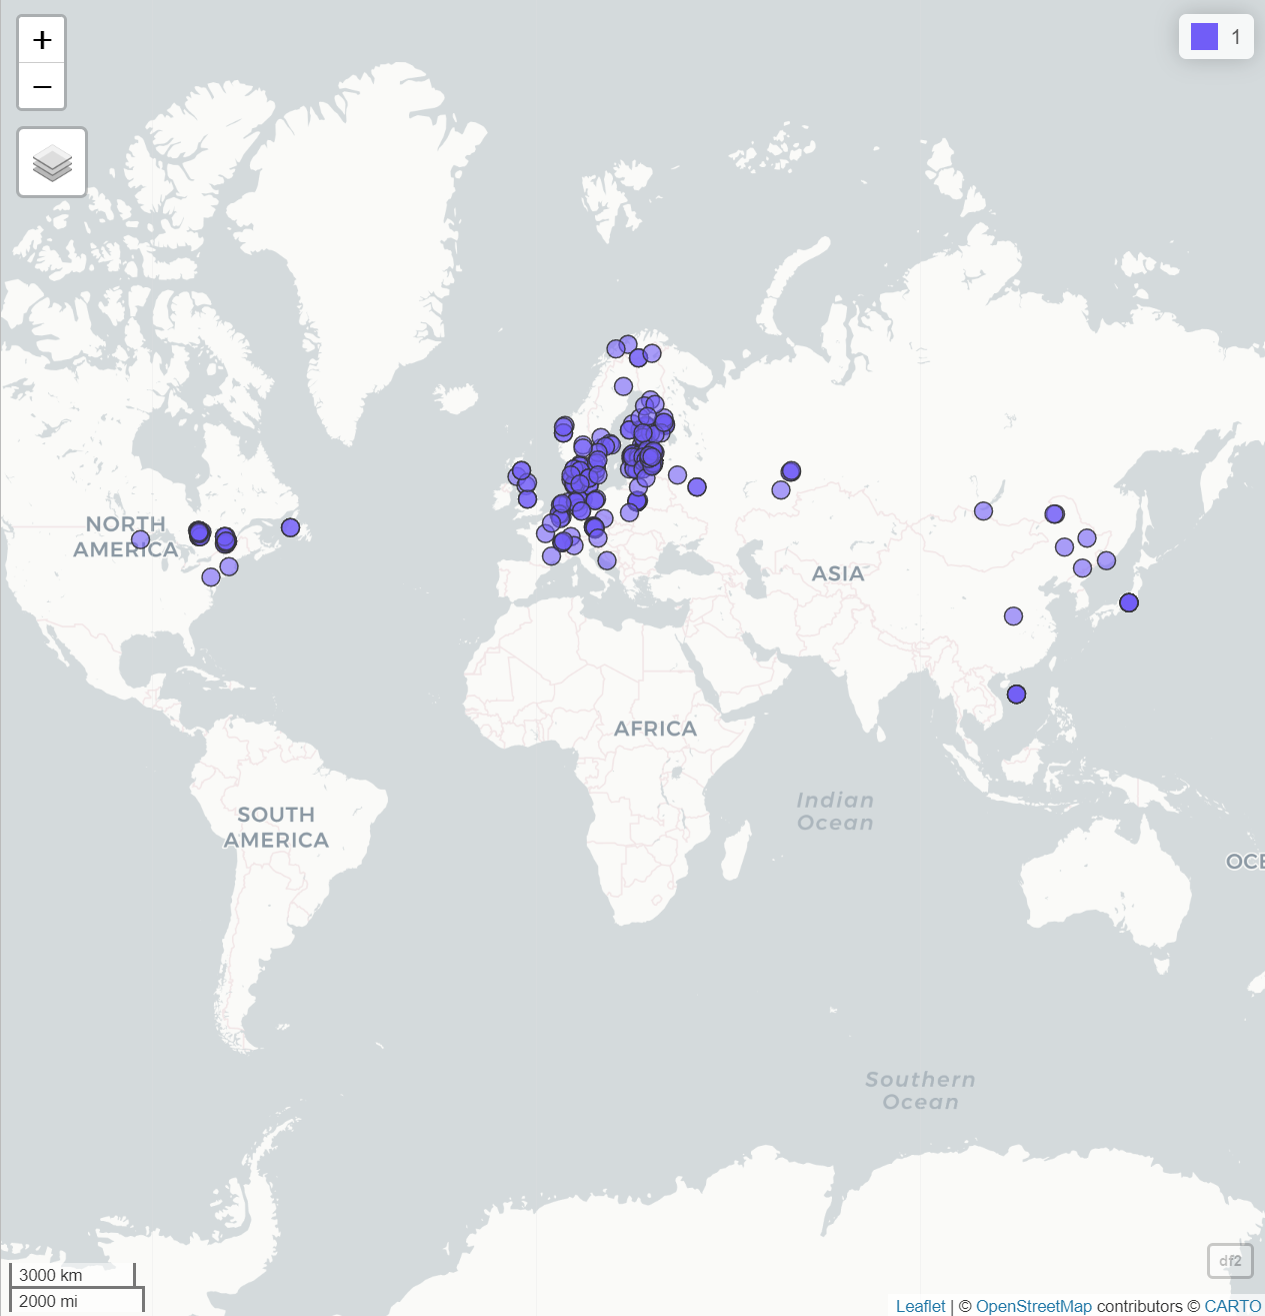 +
−
1
NORTH
AMERICA
ASIA
AFRICA
SOUTH
AMERICA
Indian
Ocean
OCE
Southern
Ocean
df2
3000 km
2000 mi
Leaflet | © OpenStreetMap contributors © CARTO